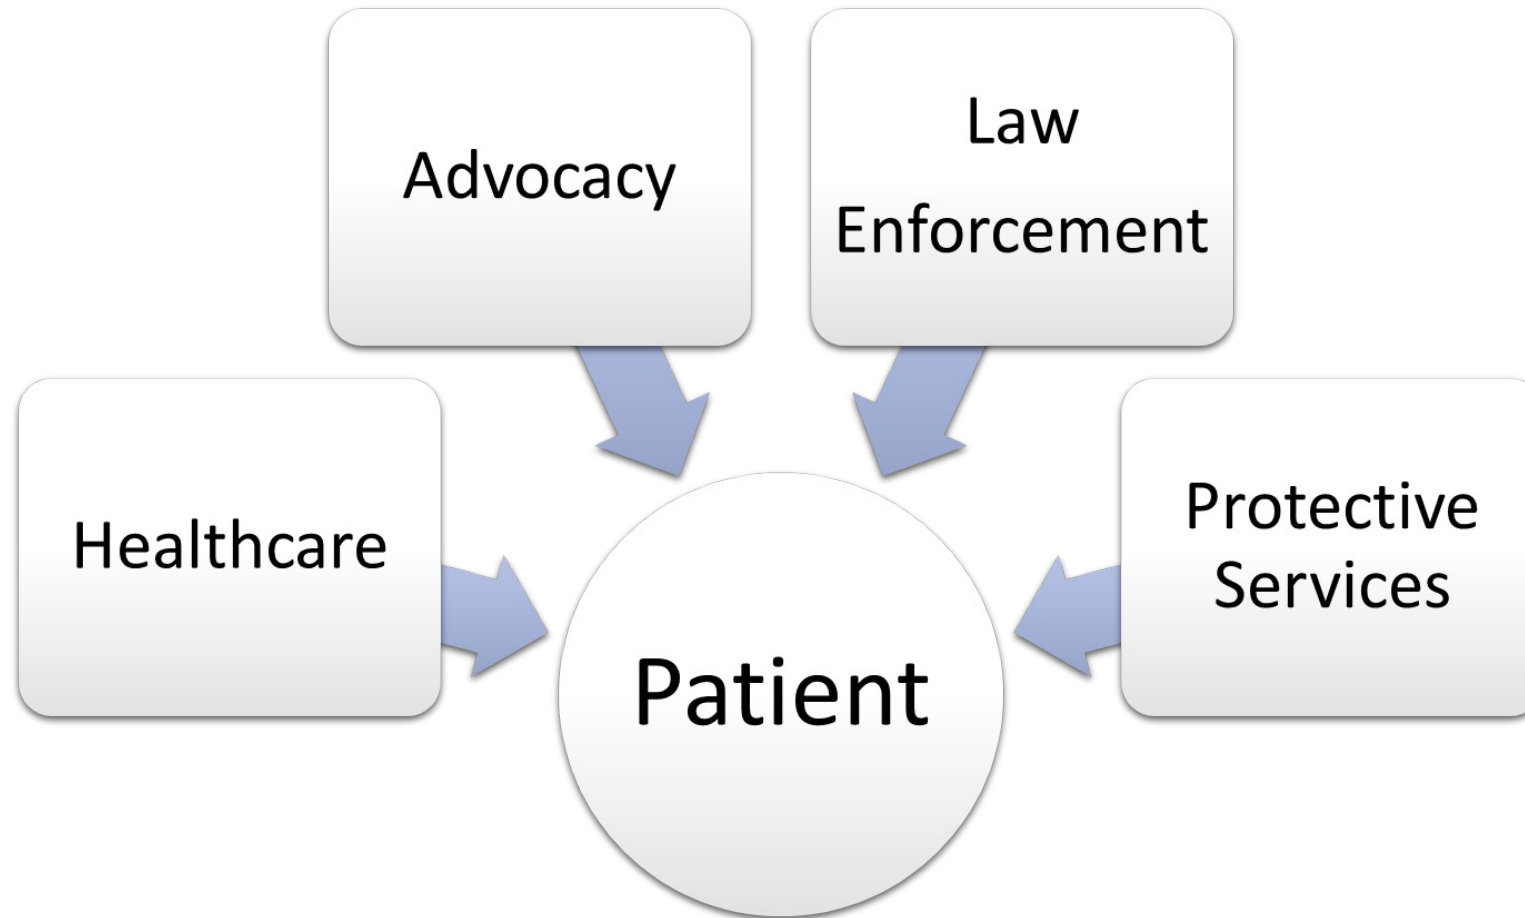 Advocacy
Law
Enforcement
Healthcare
Protective
Services
Patient